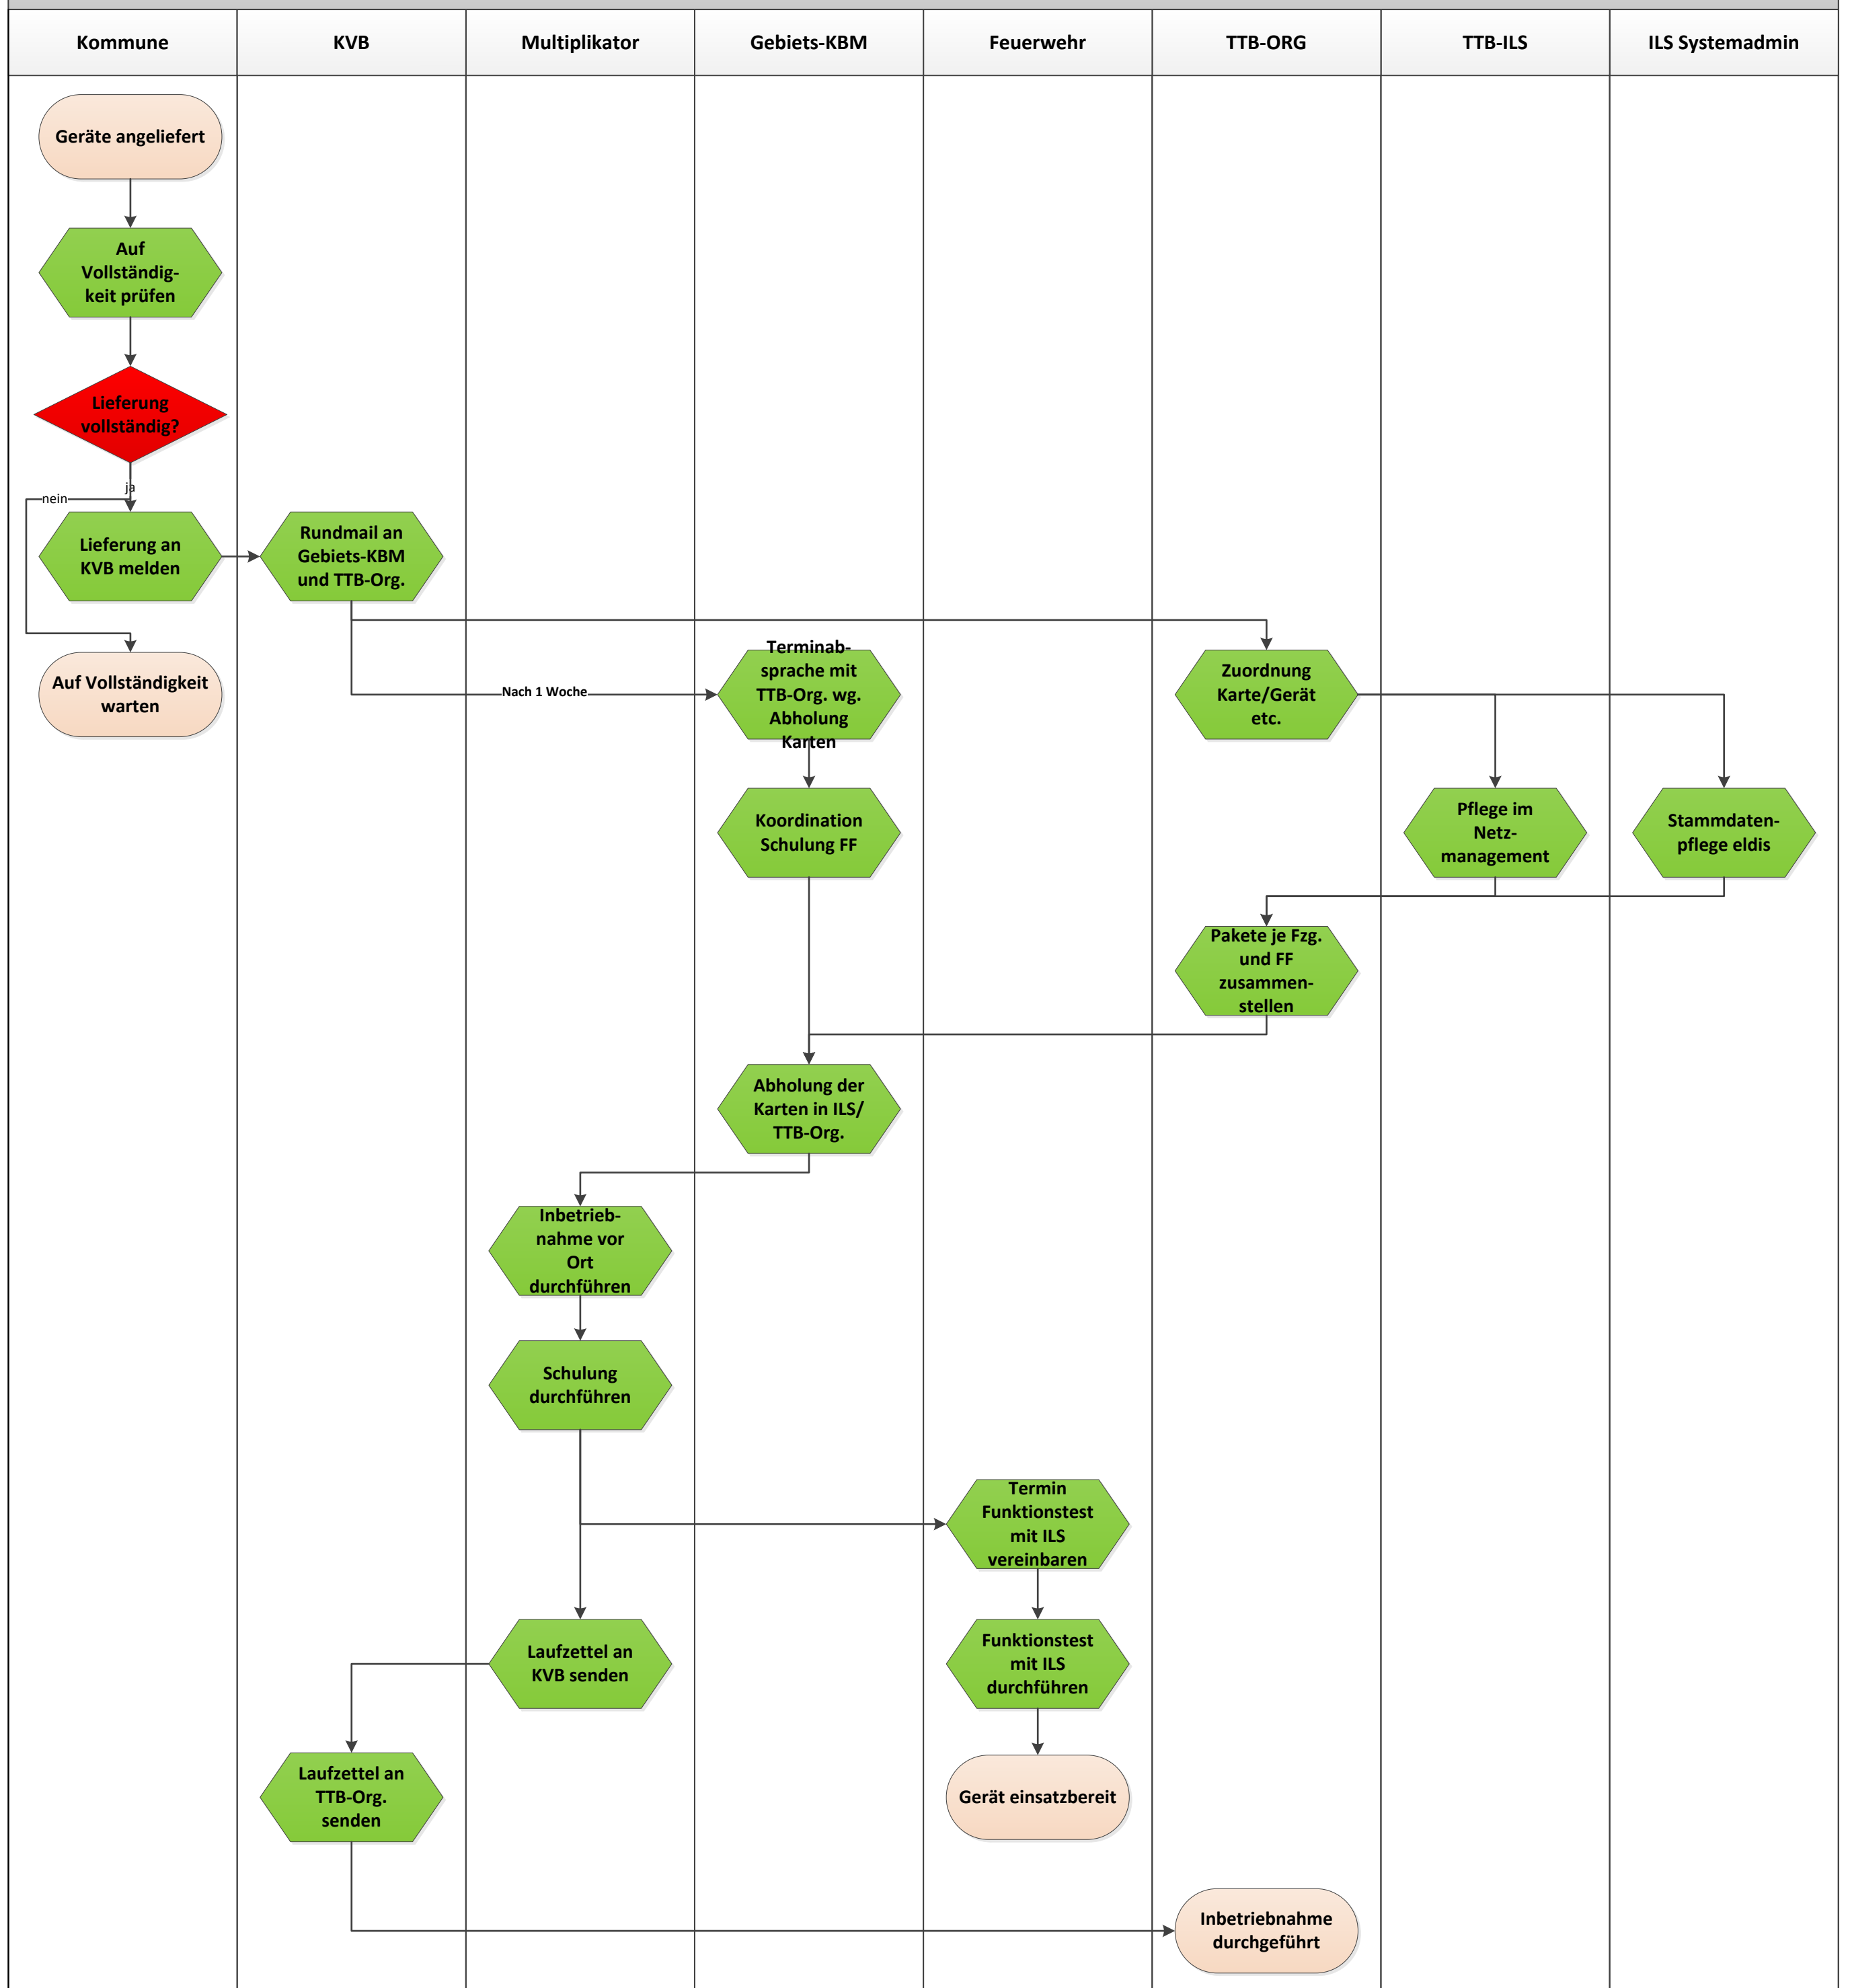 Kommune
KVB
Multiplikator
Gebiets-KBM
Feuerwehr
TTB-ORG
TTB-ILS
ILS Systemadmin
Geräte angeliefert
Auf
Vollständig-
keit prüfen
Lieferung
vollständig?
ja
nein
Lieferung an
KVB melden
Rundmail an
Gebiets-KBM
und TTB-Org.
Auf Vollständigkeit
warten
Nach 1 Woche
Terminab-
sprache mit
TTB-Org. wg.
Abholung
Karten
Zuordnung
Karte/Gerät
etc.
Koordination
Schulung FF
Pflege im
Netz-
management
Stammdaten-
pflege eldis
Pakete je Fzg.
und FF
zusammen-
stellen
Abholung der
Karten in ILS/
TTB-Org.
Inbetrieb-
nahme vor
Ort
durchführen
Schulung
durchführen
Termin
Funktionstest
mit ILS
vereinbaren
Laufzettel an
KVB senden
Funktionstest
mit ILS
durchführen
Laufzettel an
TTB-Org.
senden
Gerät einsatzbereit
Inbetriebnahme
durchgeführt